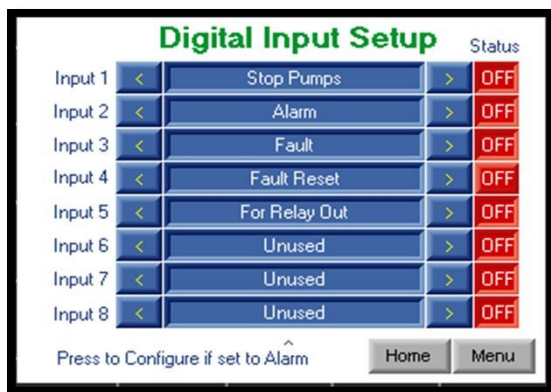 Digital Input Setup Status
Input 1 < Stop Pumps > OFF
Input 2 < Alarm > OFF
Input 3 < Fault > OFF
Input 4 < Fault Reset > OFF
Input 5 < For Relay Out > OFF
Input 6 < Unused > OFF
Input 7 < Unused > OFF
Input 8 < Unused > OFF
^
Press to Configure if set to Alarm Home Menu